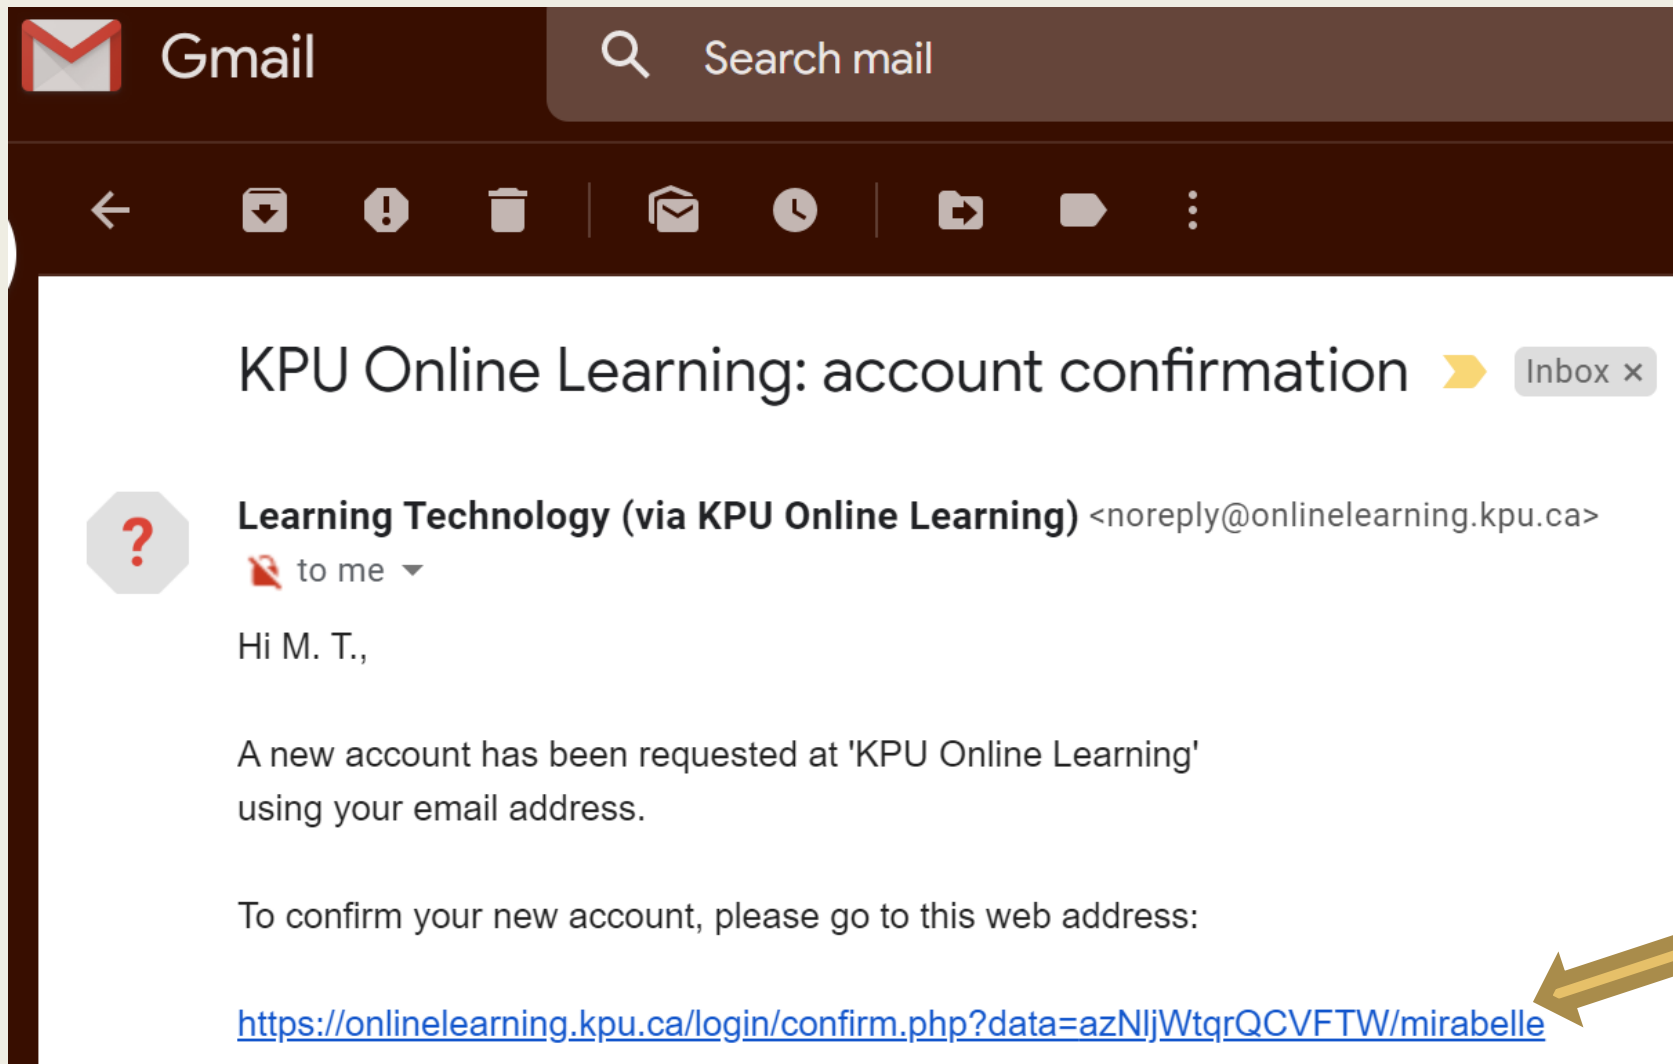 Gmail
Search mail
KPU Online Learning: account confirmation Inbox ×
Learning Technology (via KPU Online Learning) <noreply@onlinelearning.kpu.ca>
to me
Hi M. T.,
A new account has been requested at 'KPU Online Learning'
using your email address.
To confirm your new account, please go to this web address:
https://onlinelearning.kpu.ca/login/confirm.php?data=azNljWtqrQCVFTW/mirabelle